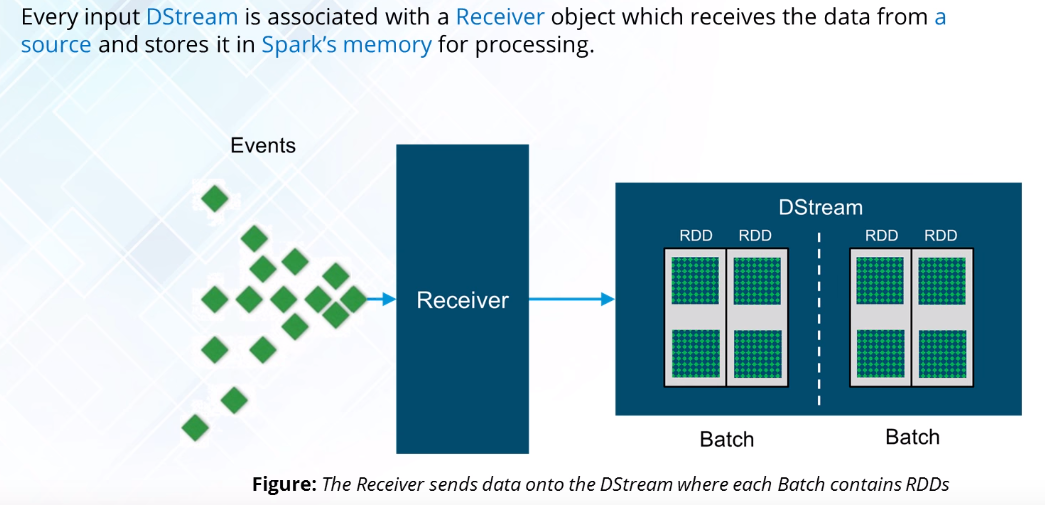 Every input DStream is associated with a Receiver object which receives the data from a
source and stores it in Spark's memory for processing.
Events
Receiver
DStream
RDD RDD RDD RDD
Batch Batch
Figure: The Receiver sends data onto the DStream where each Batch contains RDDs